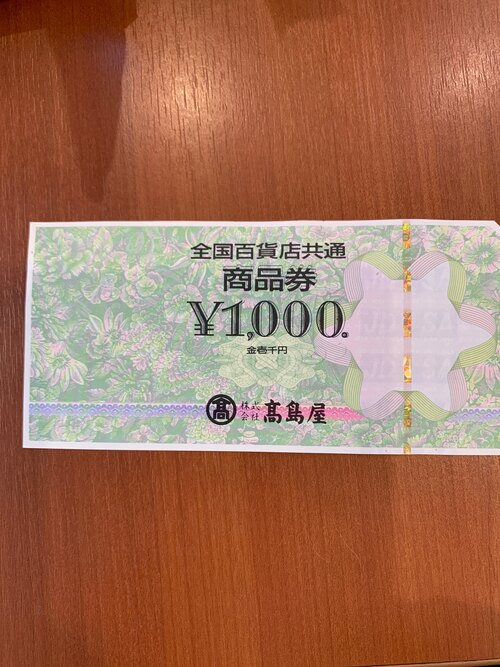 全国百貨店共通
商品券
¥1,000.
金壱千円
髙 株式会社 髙島屋